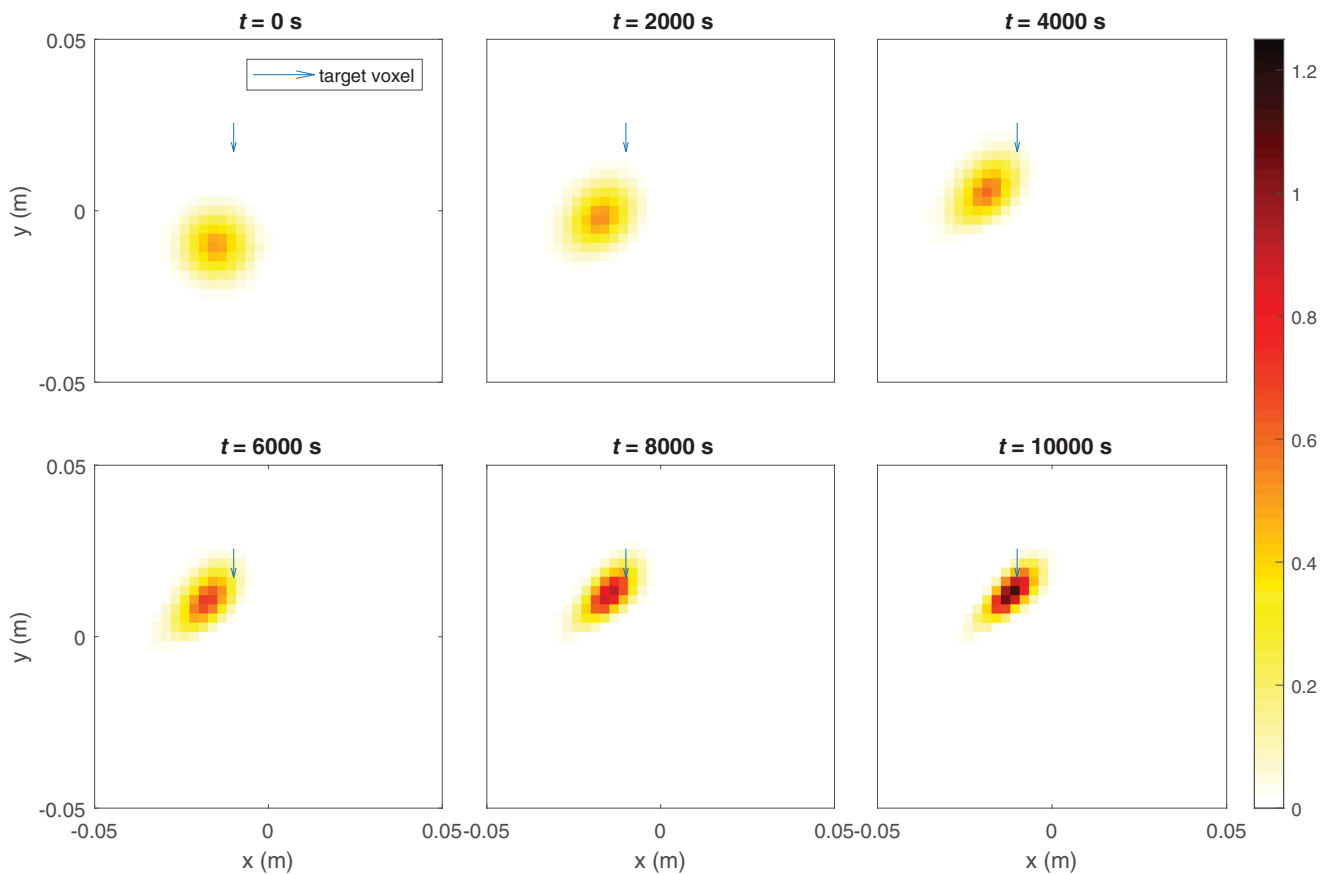 t = 0 s
t = 2000 s
t = 4000 s
0.05
target voxel
y (m)
0
-0.05
t = 6000 s
t = 8000 s
t = 10000 s
0.05
y (m)
0
-0.05
-0.05
0
0.05
-0.05
0
0.05
-0.05
0
0.05
x (m)
x (m)
x (m)
1.2
1
0.8
0.6
0.4
0.2
0